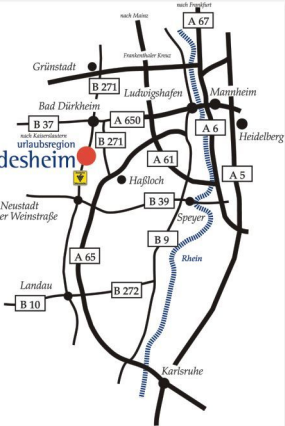 nach Frankfurt
nach Mainz
A 67
Frankenthaler Kreuz
Grünstadt
B 271
Ludwigshafen
Mannheim
Bad Dürkheim
A 650
B 37
A 6
nach Kaiserslautern
B 271
Heidelberg
urlaubsregion
desheim
A 61
A 5
Haßloch
B 39
Neustadt
er Weinstraße
Speyer
B 9
A 65
Rhein
Landau
B 272
B 10
Karlsruhe